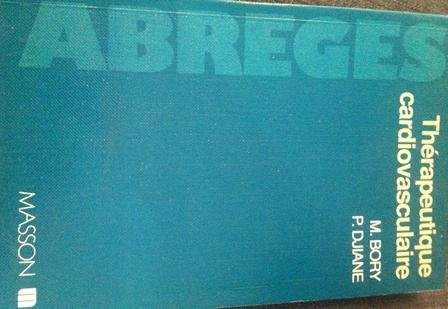 ABREGES
Thérapeutique
cardiovasculaire
M. BORY
P. DJIANE
MASSON